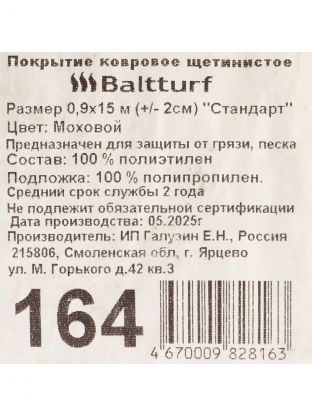 Покрытие ковровое щетинистое
Baltturf
Размер 0,9х15 м (+/- 2см) "Стандарт"
Цвет: Моховой
Предназначен для защиты от грязи, песка
Состав: 100 % полиэтилен
Подложка: 100 % полипропилен.
Средний срок службы 2 года
Не подлежит обязательной сертификации
Дата производства: 05.2025г
Производитель: ИП Галузин Е.Н., Россия
215806, Смоленская обл, г. Ярцево
ул. М. Горького д.42 кв.3
164
4 670009 828163